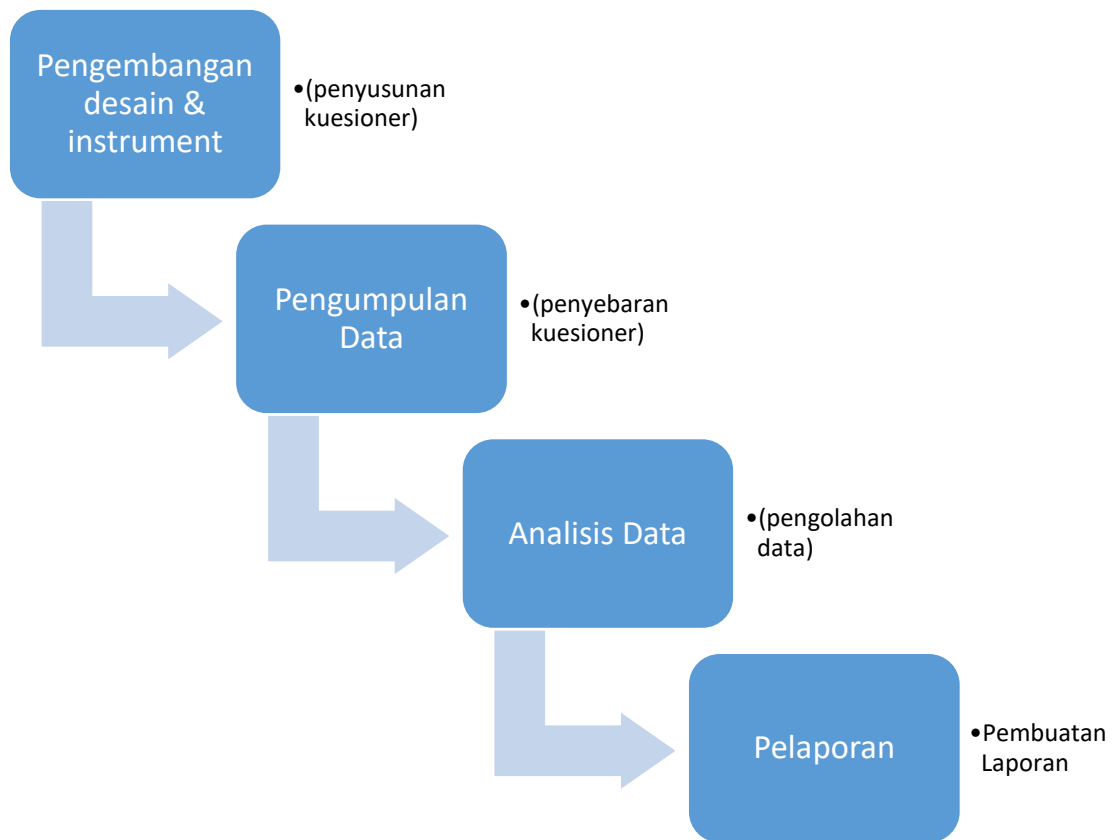 Pengembangan
desain &
instrument
•(penyusunan
kuesioner)
Pengumpulan
Data
•(penyebaran
kuesioner)
Analisis Data
•(pengolahan
data)
Pelaporan
•Pembuatan
Laporan